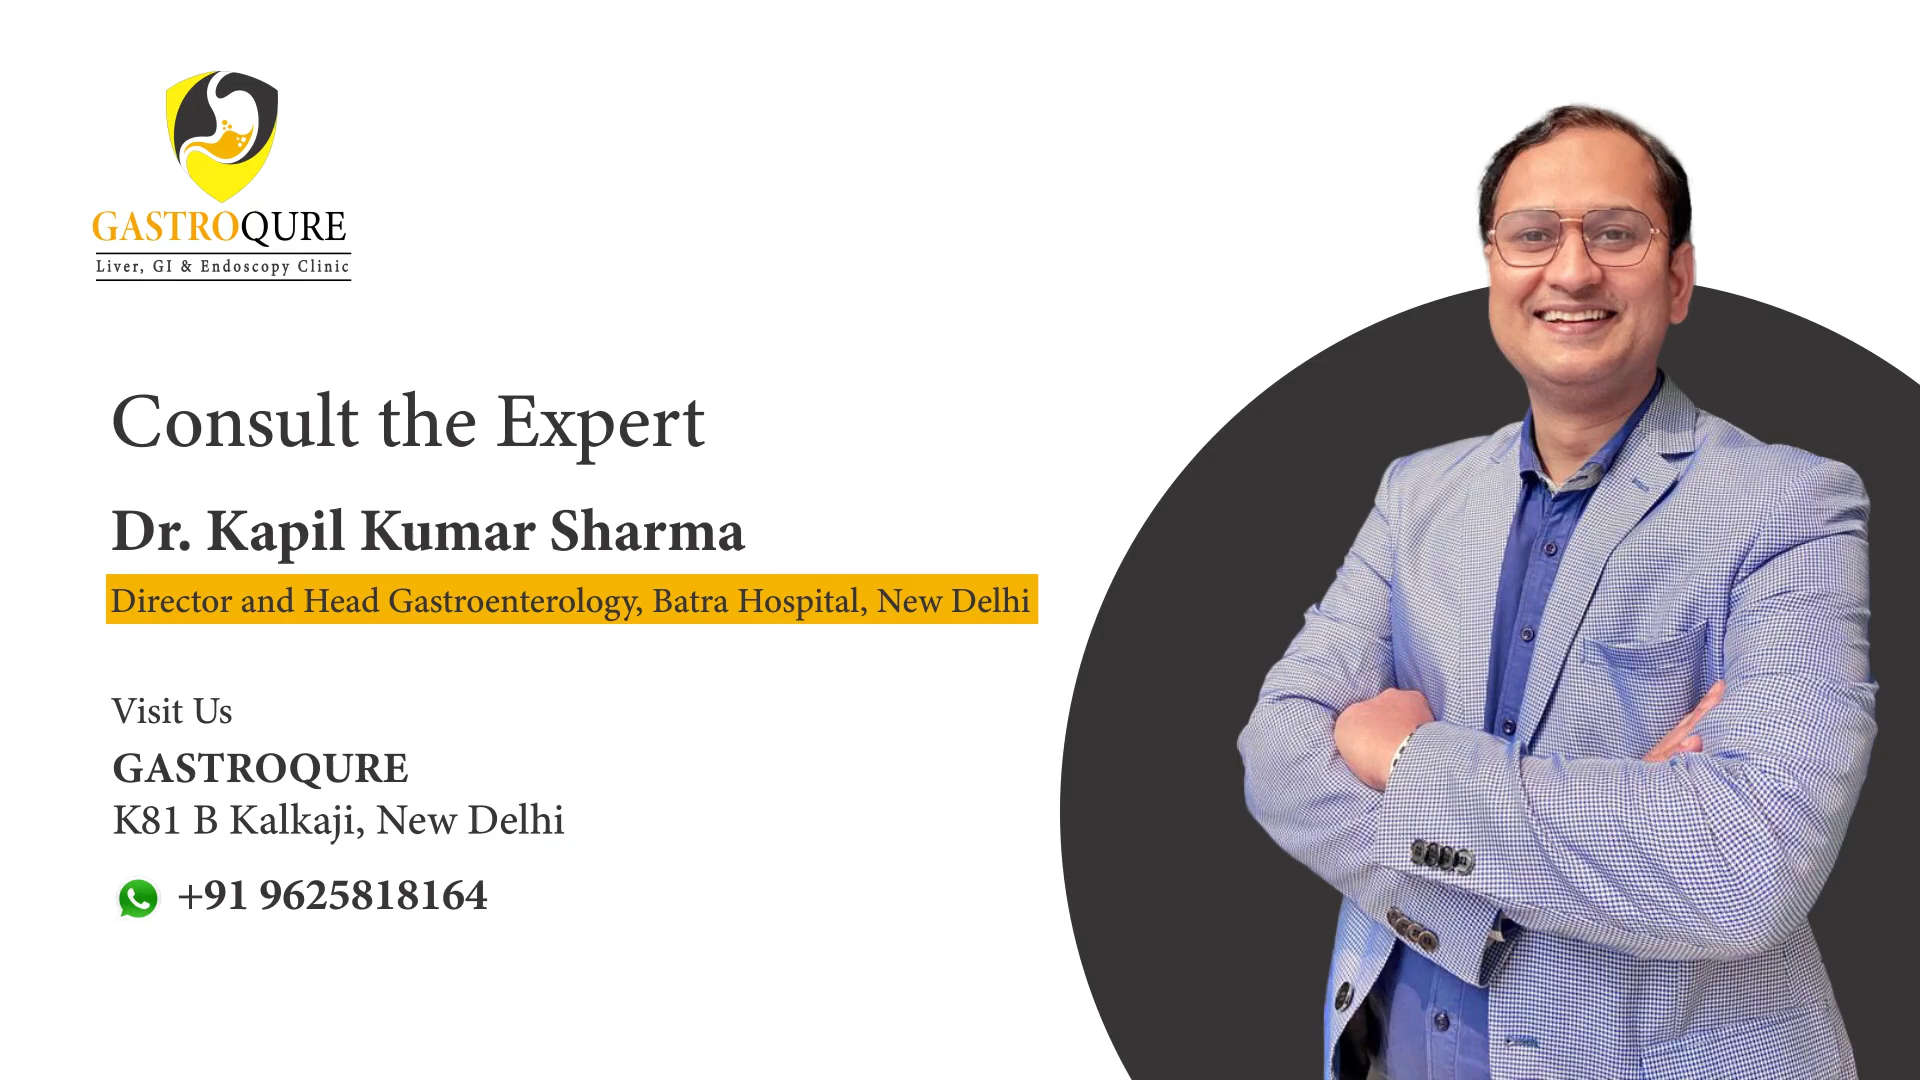 GASTROQURE
Liver, GI & Endoscopy Clinic
Consult the Expert
Dr. Kapil Kumar Sharma
Director and Head Gastroenterology, Batra Hospital, New Delhi
Visit Us
GASTROQURE
K81 B Kalkaji, New Delhi
+91 9625818164